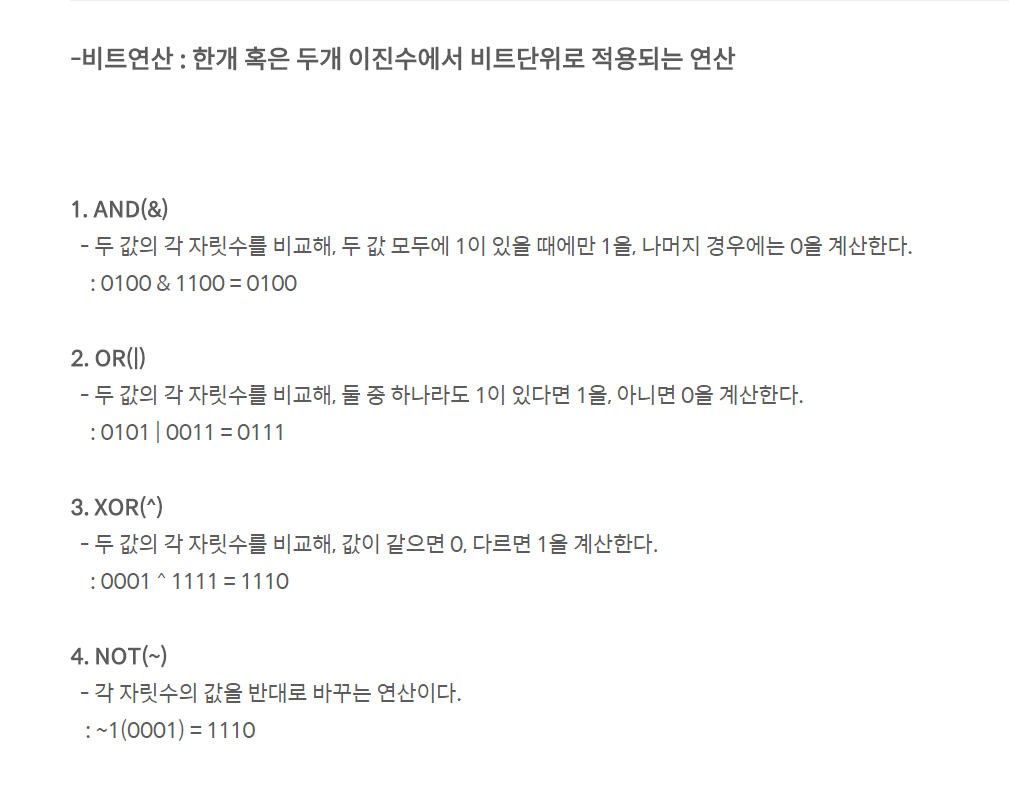 -비트연산 : 한개 혹은 두개 이진수에서 비트단위로 적용되는 연산
1. AND(&)
- 두 값의 각 자릿수를 비교해, 두 값 모두에 1이 있을 때에만 1을, 나머지 경우에는 0을 계산한다.
: 0100 & 1100 = 0100
2. OR(|)
- 두 값의 각 자릿수를 비교해, 둘 중 하나라도 1이 있다면 1을, 아니면 0을 계산한다.
: 0101 | 0011 = 0111
3. XOR(^)
- 두 값의 각 자릿수를 비교해, 값이 같으면 0, 다르면 1을 계산한다.
: 0001 ^ 1111 = 1110
4. NOT(~)
- 각 자릿수의 값을 반대로 바꾸는 연산이다.
: ~1(0001) = 1110